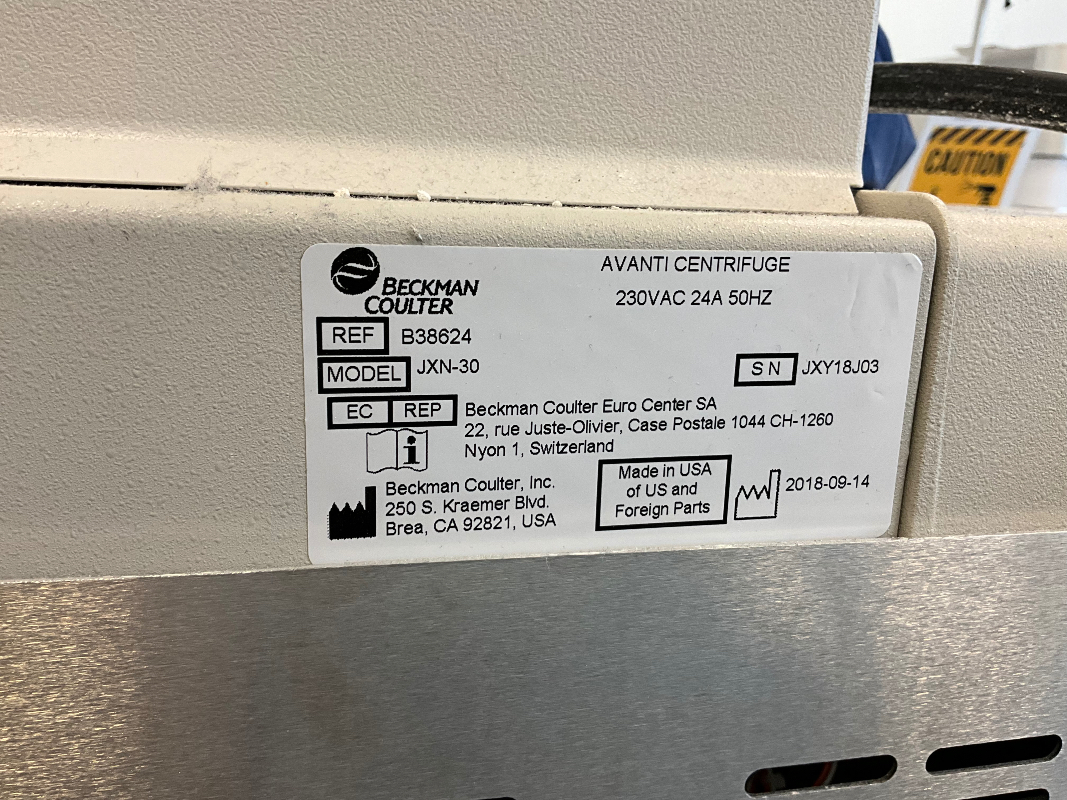 BECKMAN
COULTER
AVANTI CENTRIFUGE
230VAC 24A 50HZ
REF B38624
MODEL JXN-30
SN JXY18J03
EC REP Beckman Coulter Euro Center SA
22, rue Juste-Olivier, Case Postale 1044 CH-1260
Nyon 1, Switzerland
Beckman Coulter, Inc.
250 S. Kraemer Blvd.
Brea, CA 92821, USA
Made in USA
of US and
Foreign Parts
2018-09-14
CAUTION